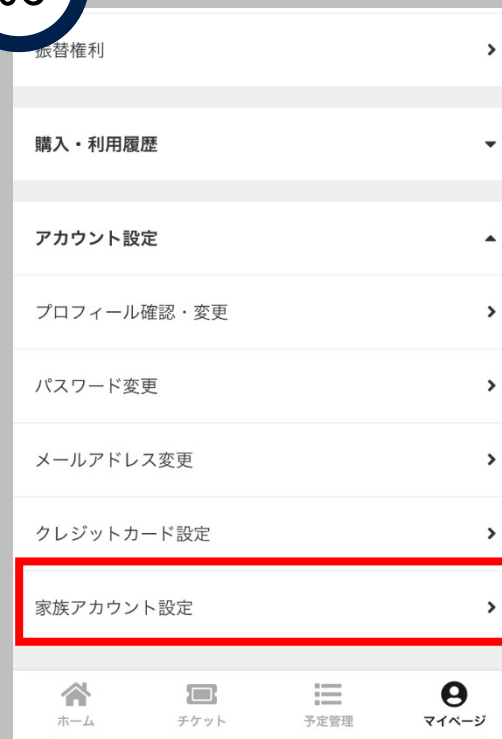 振替権利
購入・利用履歴
アカウント設定
プロフィール確認・変更
パスワード変更
メールアドレス変更
クレジットカード設定
家族アカウント設定
ホーム
チケット
予定管理
マイページ